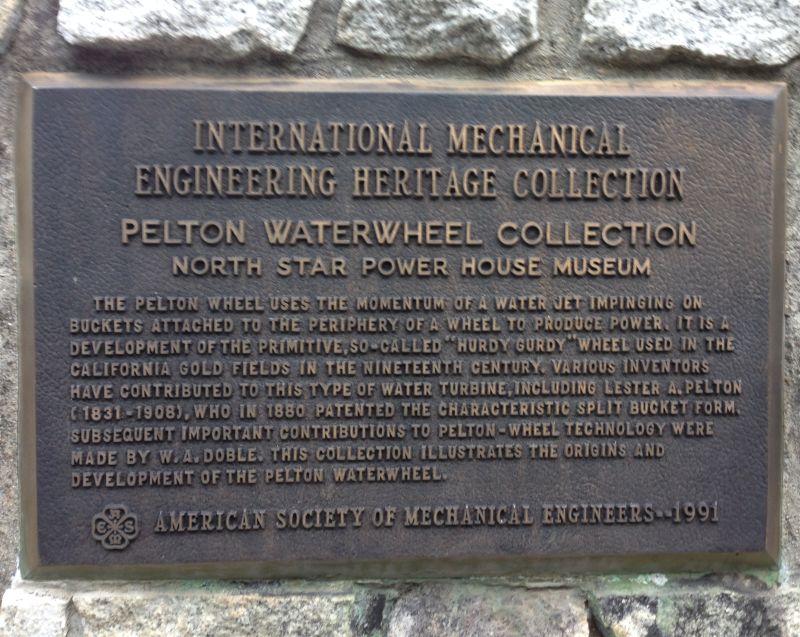 INTERNATIONAL MECHANICAL
ENGINEERING HERITAGE COLLECTION
PELTON WATERWHEEL COLLECTION
NORTH STAR POWER HOUSE MUSEUM
THE PELTON WHEEL USES THE MOMENTUM OF A WATER JET IMPINGING ON
BUCKETS ATTACHED TO THE PERIPHERY OF A WHEEL TO PRODUCE POWER. IT IS A
DEVELOPMENT OF THE PRIMITIVE, SO-CALLED "HURDY GURDY" WHEEL USED IN THE
CALIFORNIA GOLD FIELDS IN THE NINETEENTH CENTURY. VARIOUS INVENTORS
HAVE CONTRIBUTED TO THIS TYPE OF WATER TURBINE, INCLUDING LESTER A. PELTON
(1831-1908), WHO IN 1880 PATENTED THE CHARACTERISTIC SPLIT BUCKET FORM.
SUBSEQUENT IMPORTANT CONTRIBUTIONS TO PELTON-WHEEL TECHNOLOGY WERE
MADE BY W. A. DOBLE. THIS COLLECTION ILLUSTRATES THE ORIGINS AND
DEVELOPMENT OF THE PELTON WATERWHEEL.
AMERICAN SOCIETY OF MECHANICAL ENGINEERS--1991